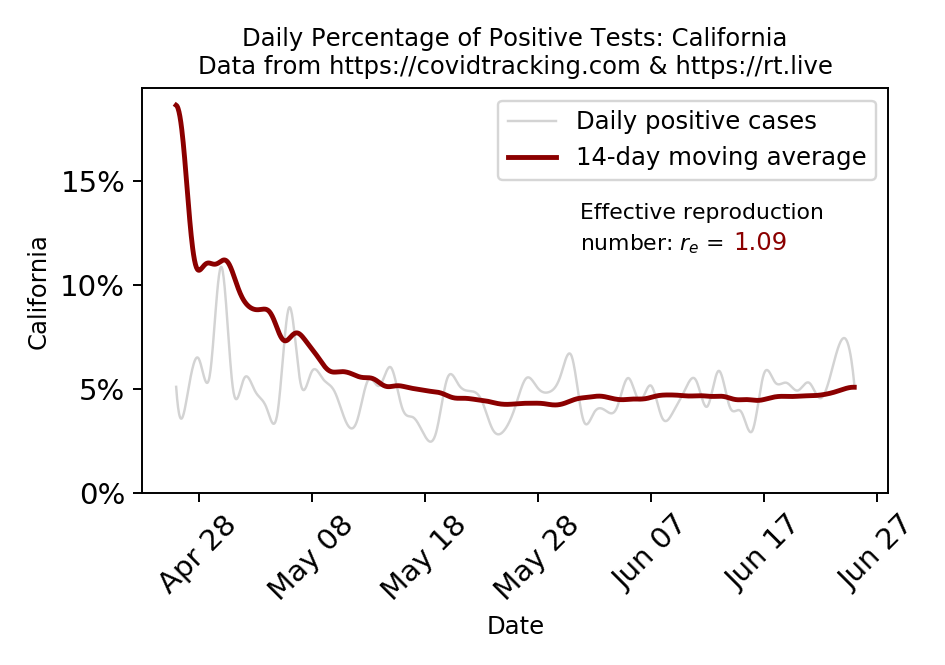 Daily Percentage of Positive Tests: California
Data from https://covidtracking.com & https://rt.live
Daily positive cases
14-day moving average
Effective reproduction
number: rₑ = 1.09
California
15%
10%
5%
0%
Apr 28
May 08
May 18
May 28
Jun 07
Jun 17
Jun 27
Date